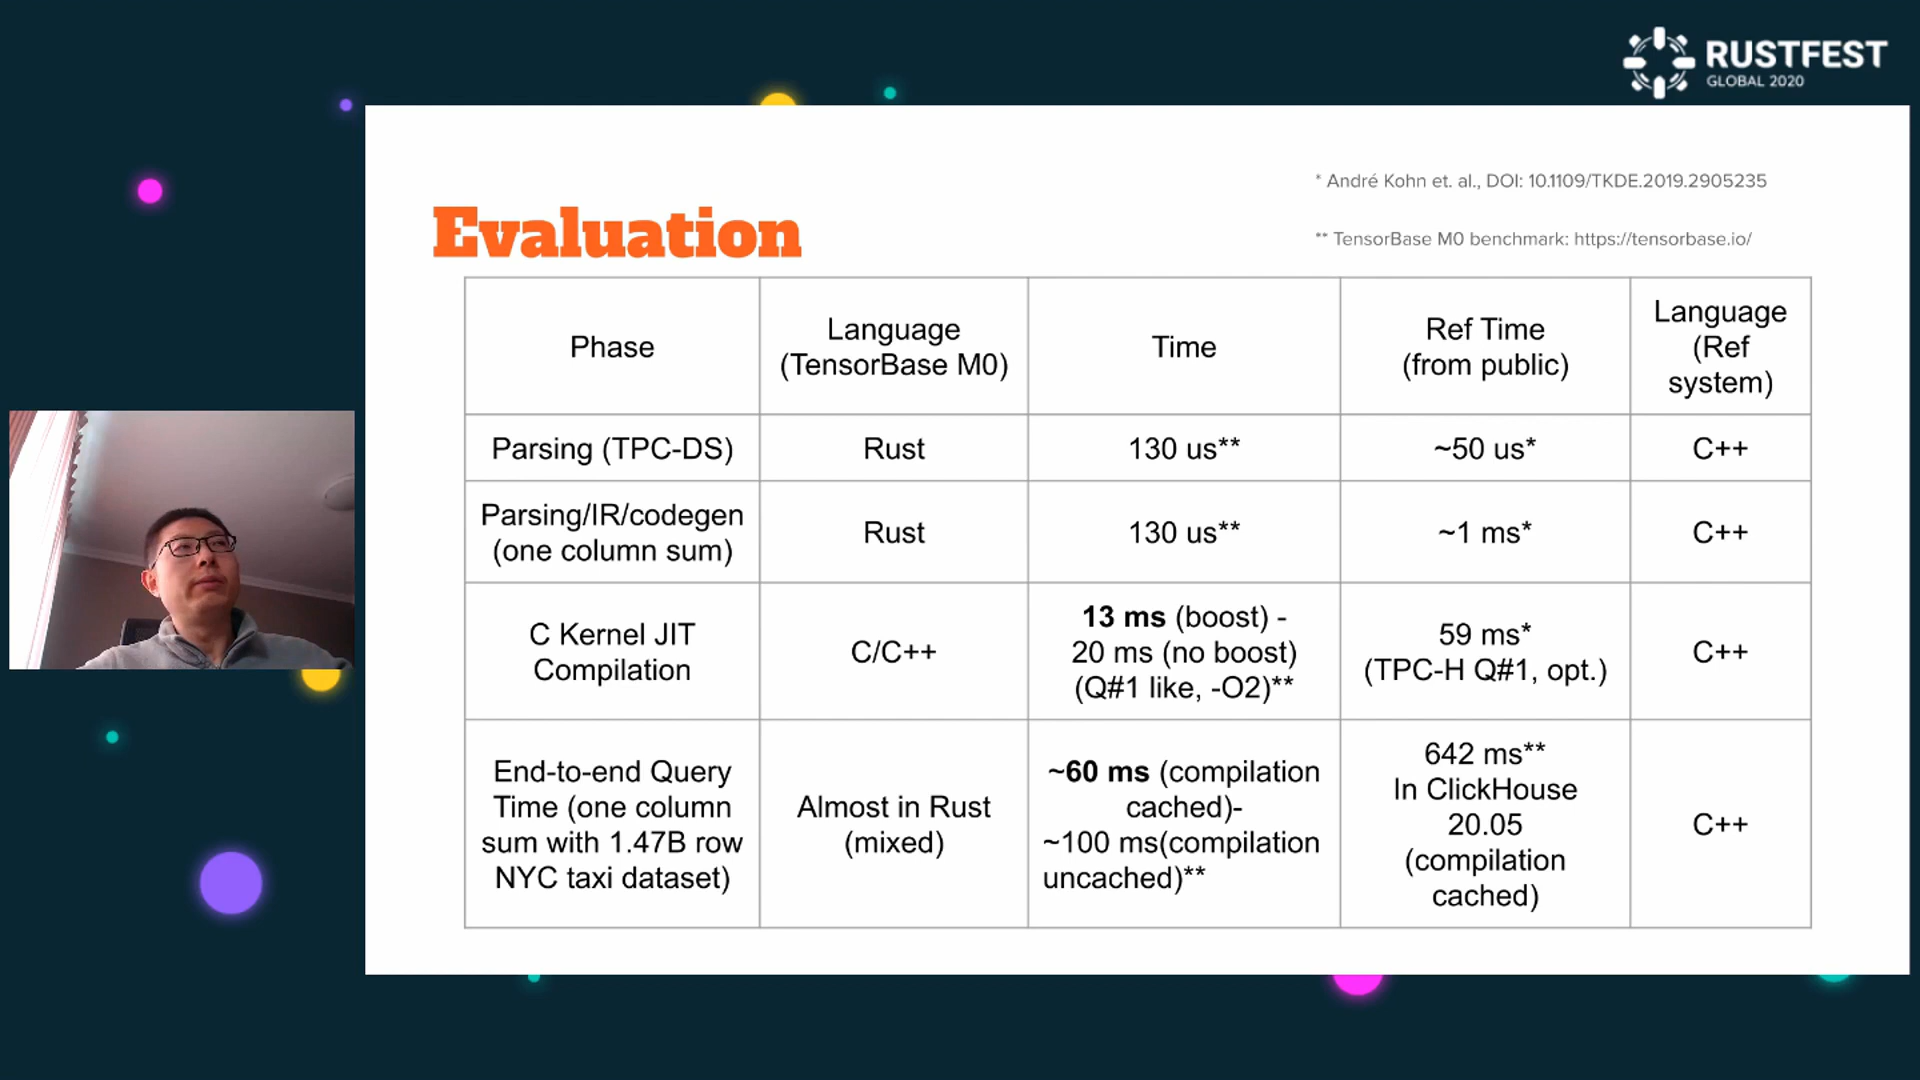 RUSTFEST
GLOBAL 2020
* André Kohn et. al., DOI: 10.1109/TKDE.2019.2905235
Evaluation
** TensorBase M0 benchmark: https://tensorbase.io/
Phase
Language
(TensorBase M0)
Time
Ref Time
(from public)
Language
(Ref
system)
Parsing (TPC-DS)
Rust
130 us**
~50 us*
C++
Parsing/IR/codegen
(one column sum)
Rust
130 us**
~1 ms*
C++
C Kernel JIT
Compilation
C/C++
13 ms (boost) -
20 ms (no boost)
(Q#1 like, -O2)**
59 ms*
(TPC-H Q#1, opt.)
C++
End-to-end Query
Time (one column
sum with 1.47B row
NYC taxi dataset)
Almost in Rust
(mixed)
~60 ms (compilation
cached)-
~100 ms(compilation
uncached)**
642 ms**
In ClickHouse
20.05
(compilation
cached)
C++